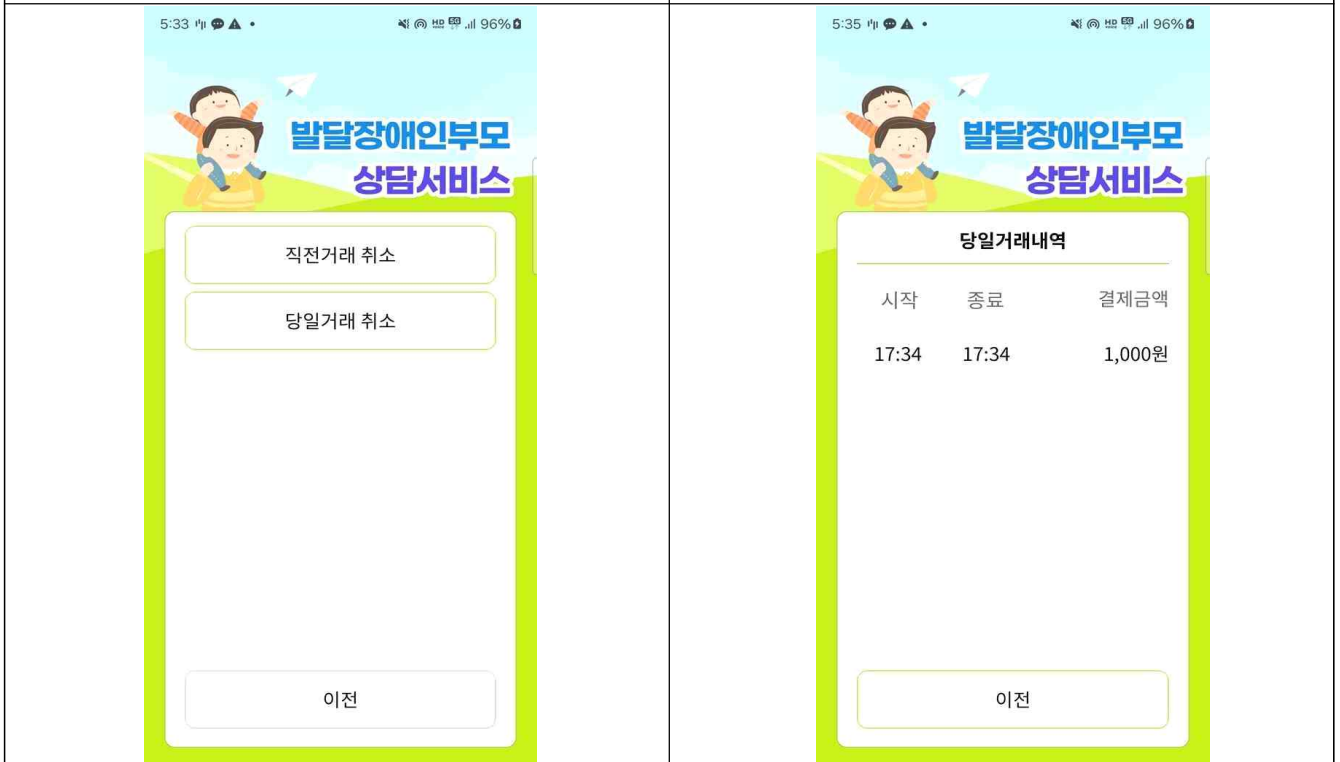 5:33
96%
발달장애인부모
상담서비스
직전거래 취소
당일거래 취소
이전
5:35
96%
발달장애인부모
상담서비스
당일거래내역
시작 종료 결제금액
17:34 17:34 1,000원
이전